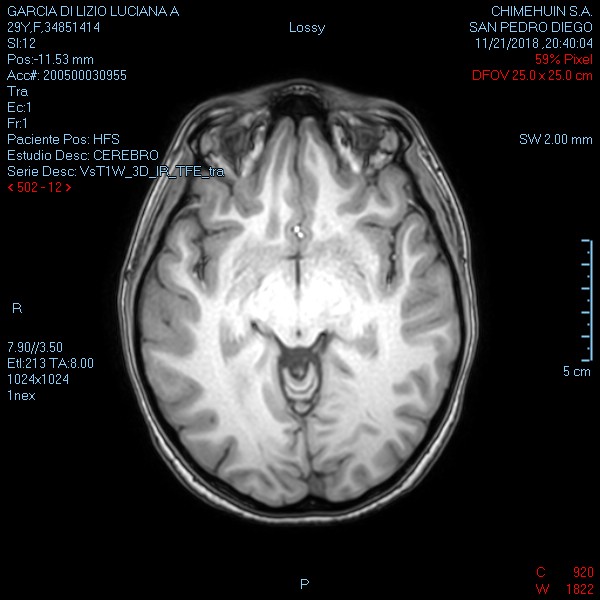 GARCIA DI LIZIO LUCIANA A
29Y,F,34851414
Sl:12
Pos:-11.53 mm
Acc#: 200500030955
Tra
Ec:1
Fr:1
Paciente Pos: HFS
Estudio Desc: CEREBRO
Serie Desc: VsT1W_3D_IR_TFE_tra
< 502 - 12 >
Lossy
CHIMEHUIN S.A.
SAN PEDRO DIEGO
11/21/2018 ,20:40:04
59% Pixel
DFOV 25.0 x 25.0 cm
SW 2.00 mm
R
7.90//3.50
Etl:213 TA:8.00
1024x1024
1nex
5 cm
P
C 920
W 1822